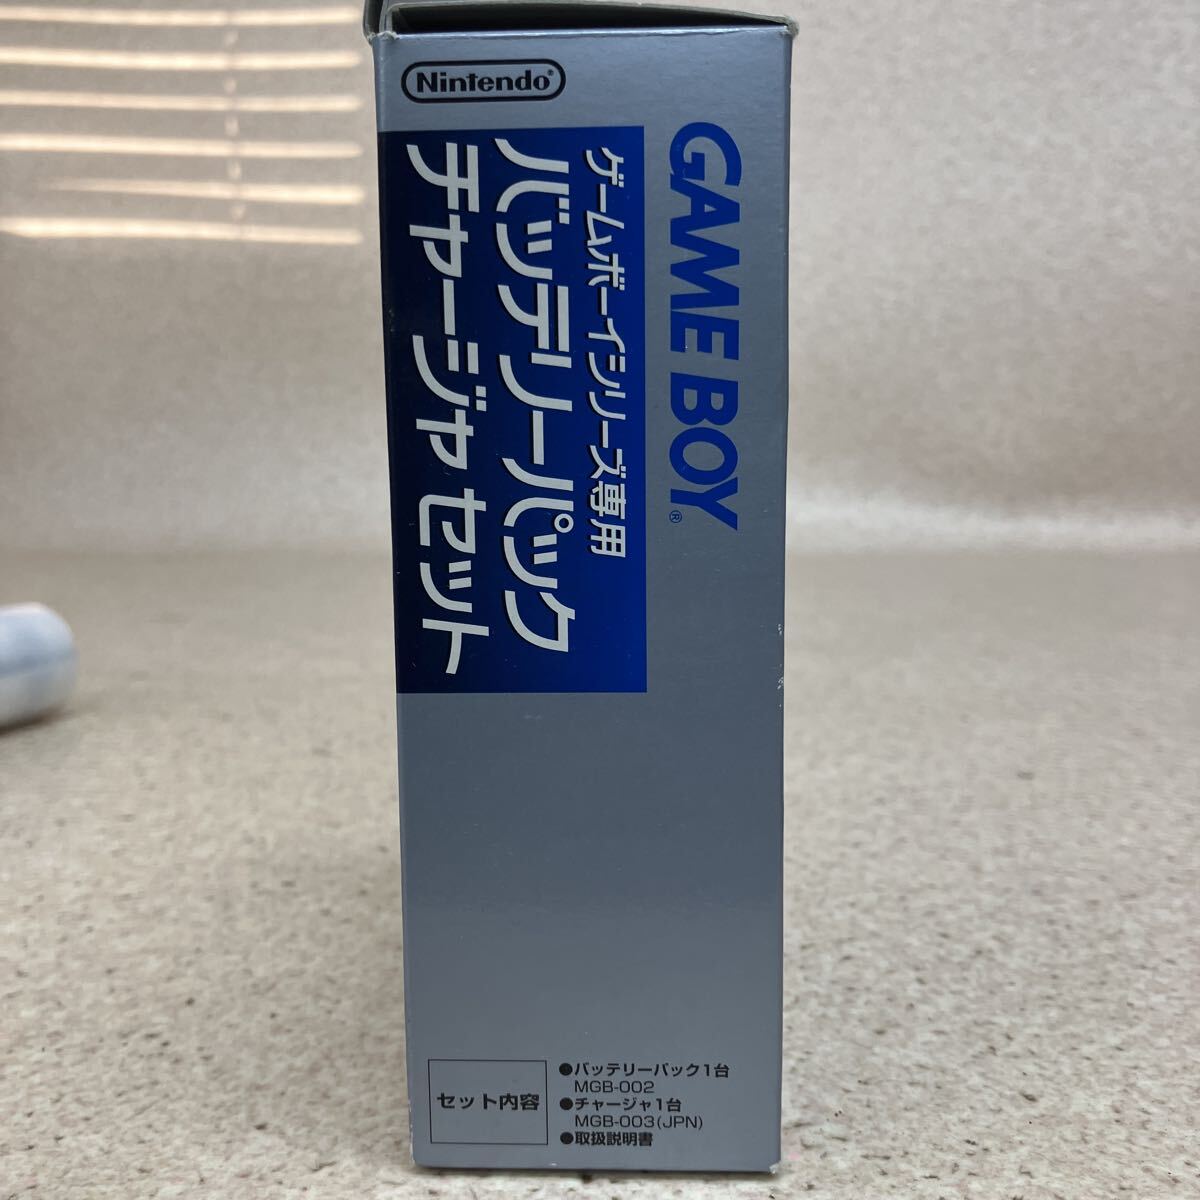 Nintendo®
GAME BOY®
ゲームボーイシリーズ専用
バッテリーパック
チャージャ セット
セット内容
●バッテリーパック1台
MGB-002
●チャージャ1台
MGB-003(JPN)
●取扱説明書